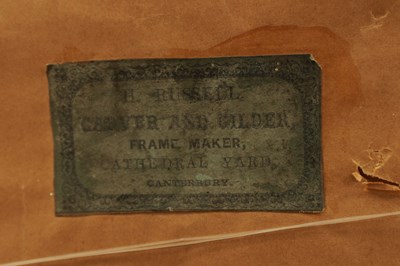 H. RUSSELL,
CARVER AND GILDER,
FRAME MAKER,
CATHEDRAL YARD,
CANTERBURY.